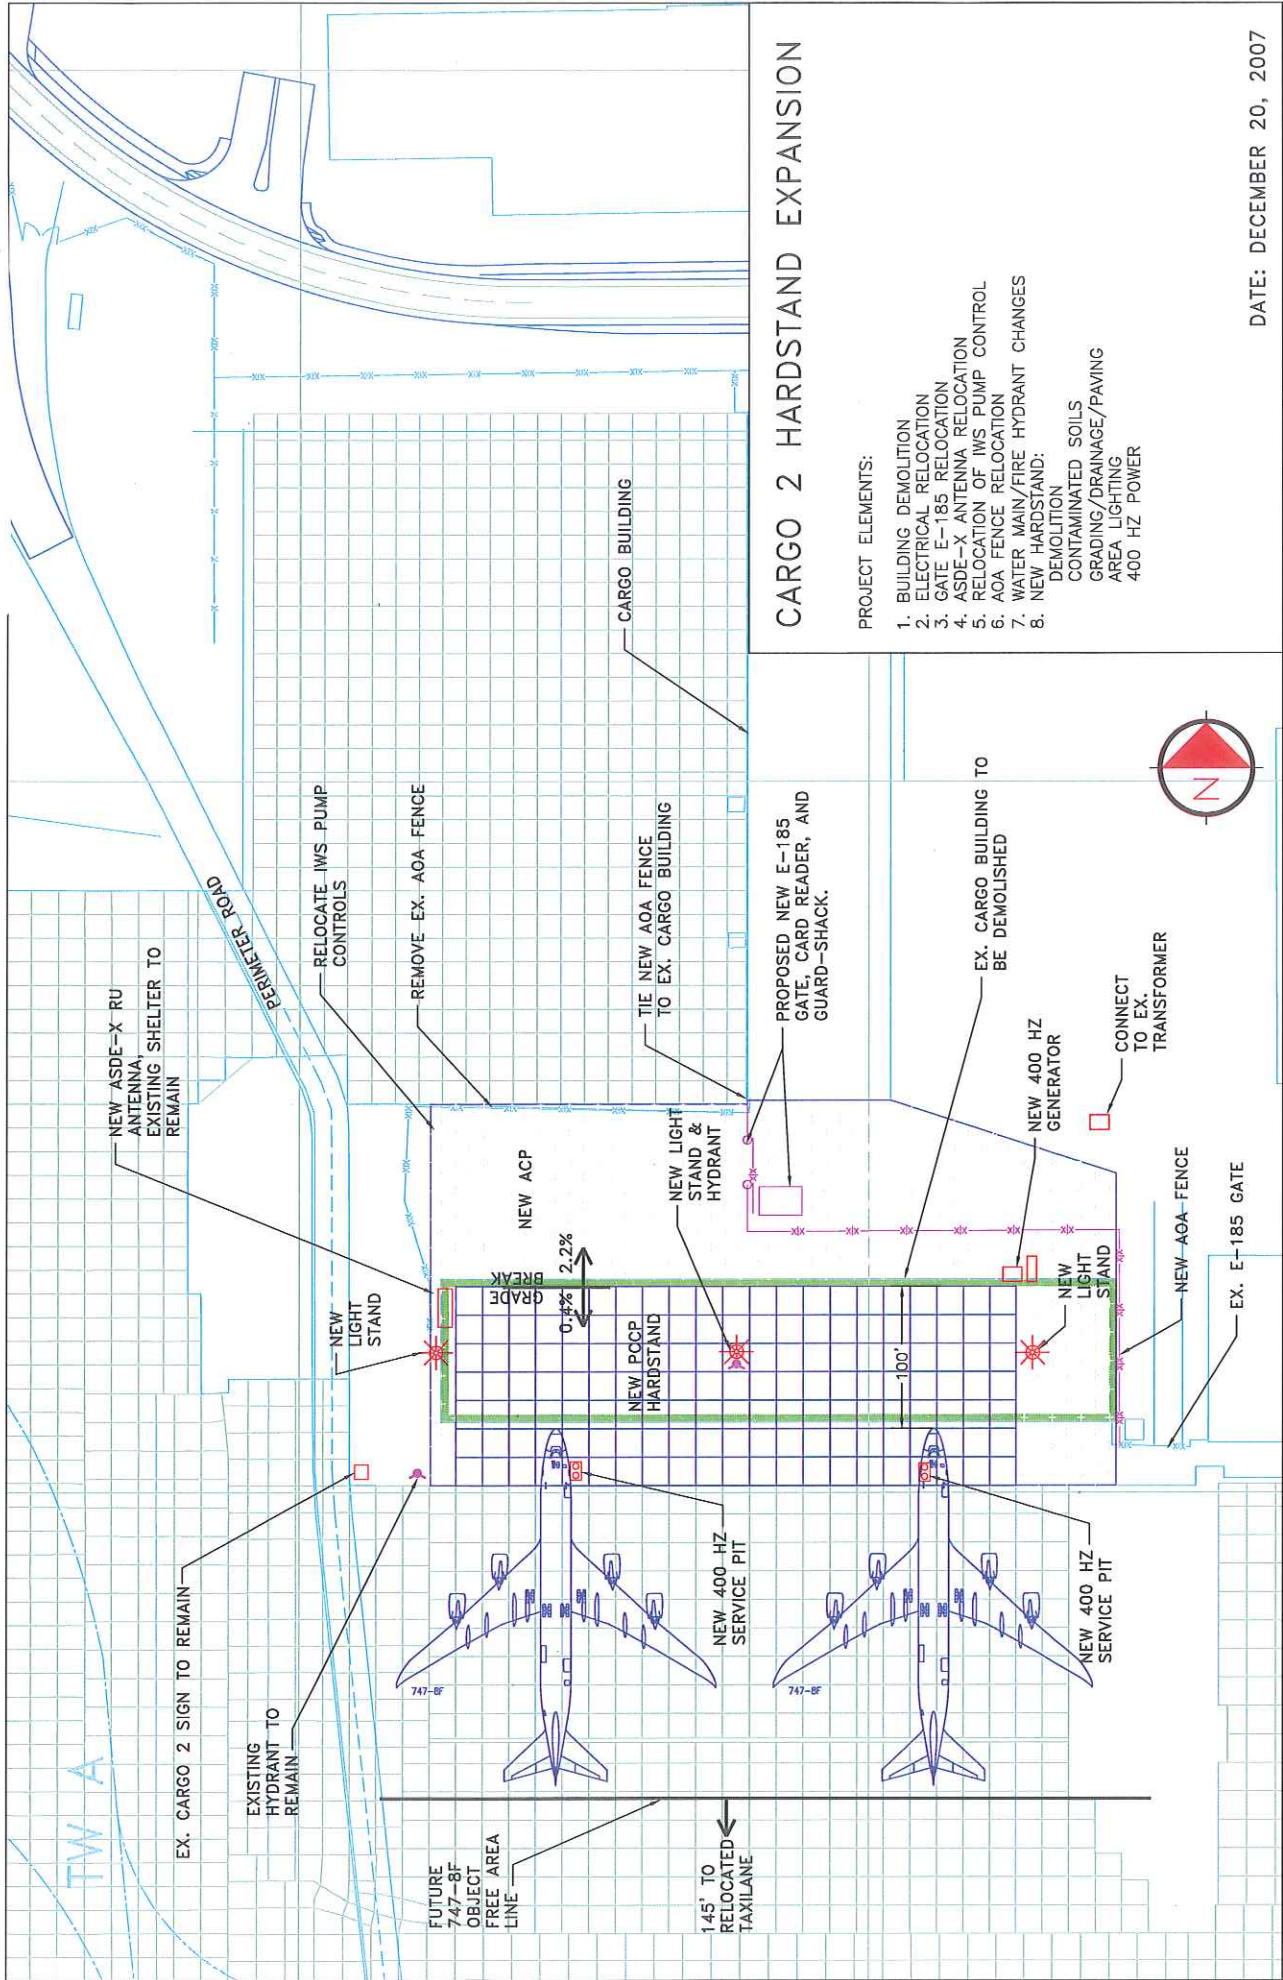 CARGO 2 HARDSTAND EXPANSION
PROJECT ELEMENTS:
1. BUILDING DEMOLITION
2. ELECTRICAL RELOCATION
3. GATE E-185 RELOCATION
4. ASDE-X ANTENNA RELOCATION
5. RELOCATION OF IWS PUMP CONTROL
6. AOA FENCE RELOCATION
7. WATER MAIN/FIRE HYDRANT CHANGES
8. NEW HARDSTAND:
DEMOLITION
CONTAMINATED SOILS
GRADING/DRAINAGE/PAVING
AREA LIGHTING
400 HZ POWER
DATE: DECEMBER 20, 2007
TW A
EX. CARGO 2 SIGN TO REMAIN
EXISTING
HYDRANT TO
REMAIN
FUTURE
747-8F
OBJECT
FREE AREA
LINE
145' TO
RELOCATED
TAXILANE
747-8F
747-8F
NEW 400 HZ
SERVICE PIT
NEW 400 HZ
SERVICE PIT
NEW ASDE-X RU
ANTENNA,
EXISTING SHELTER TO
REMAIN
NEW
LIGHT
STAND
PERIMETER ROAD
RELOCATE IWS PUMP
CONTROLS
REMOVE EX. AOA FENCE
NEW ACP
GRADE
BREAK
0.4%
2.2%
NEW PCCP
HARDSTAND
NEW LIGHT
STAND &
HYDRANT
100'
CARGO BUILDING
TIE NEW AOA FENCE
TO EX. CARGO BUILDING
PROPOSED NEW E-185
GATE, CARD READER, AND
GUARD-SHACK.
EX. CARGO BUILDING TO
BE DEMOLISHED
NEW 400 HZ
GENERATOR
NEW
LIGHT
STAND
CONNECT
TO EX.
TRANSFORMER
NEW AOA FENCE
EX. E-185 GATE
N